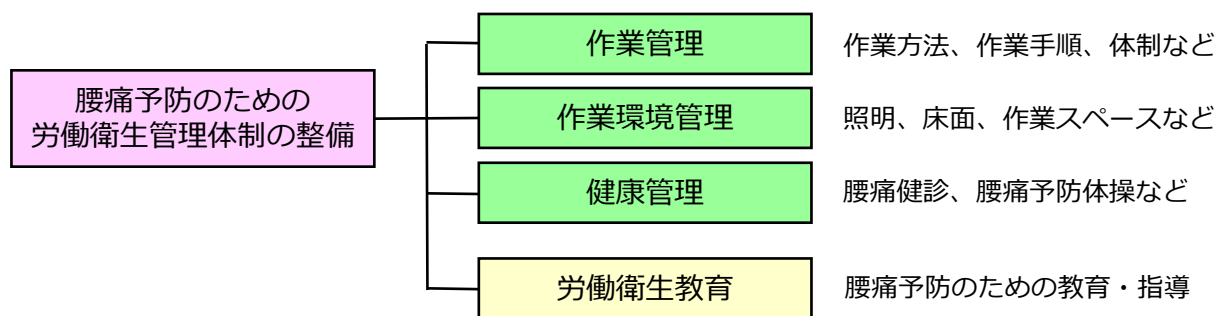 腰痛予防のための
労働衛生管理体制の整備
作業管理
作業方法、作業手順、体制など
作業環境管理
照明、床面、作業スペースなど
健康管理
腰痛健診、腰痛予防体操など
労働衛生教育
腰痛予防のための教育・指導